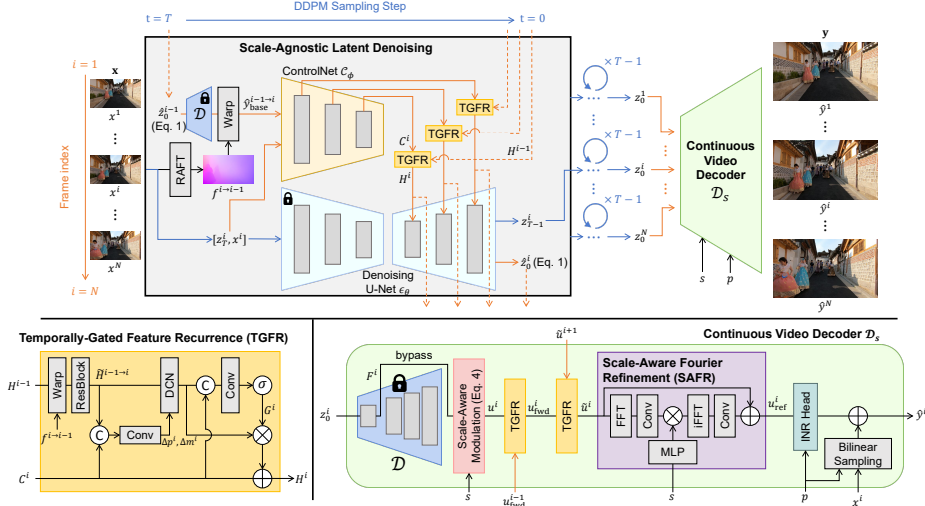 DDPM Sampling Step
t = T
t = 0
Scale-Agnostic Latent Denoising
i = 1
x
x^1
⋮
x^i
⋮
x^N
i = N
Frame index
ẑ_0^{i-1}
(Eq. 1)
𝒟
Warp
ŷ_base^{i-1→i}
ControlNet 𝒞_ϕ
RAFT
f^{i→i-1}
TGFR
TGFR
TGFR
C^i
H^i
H^{i-1}
[z_T^i, x^i]
Denoising
U-Net ϵ_θ
z_{T-1}^i
ẑ_0^i (Eq. 1)
× T − 1
⋯ z_0^1
⋮
× T − 1
⋯ z_0^i
⋮
× T − 1
⋯ z_0^N
Continuous
Video
Decoder
𝒟_s
s
p
y
ŷ^1
⋮
ŷ^i
⋮
ŷ^N
Temporally-Gated Feature Recurrence (TGFR)
H^{i-1}
Warp
ResBlock
H̃^{i-1→i}
DCN
C
Conv
σ
G^i
f^{i→i-1}
C
Conv
Δp^i, Δm^i
C^i
H^i
Continuous Video Decoder 𝒟_s
bypass
F^i
z_0^i
𝒟
Scale-Aware
Modulation (Eq. 4)
s
u^i
TGFR
u_fwd^{i-1}
u_fwd^i
ũ^{i+1}
TGFR
ũ^i
Scale-Aware Fourier
Refinement (SAFR)
FFT
Conv
iFFT
Conv
MLP
s
u_ref^i
INR Head
p
Bilinear
Sampling
x^i
ŷ^i